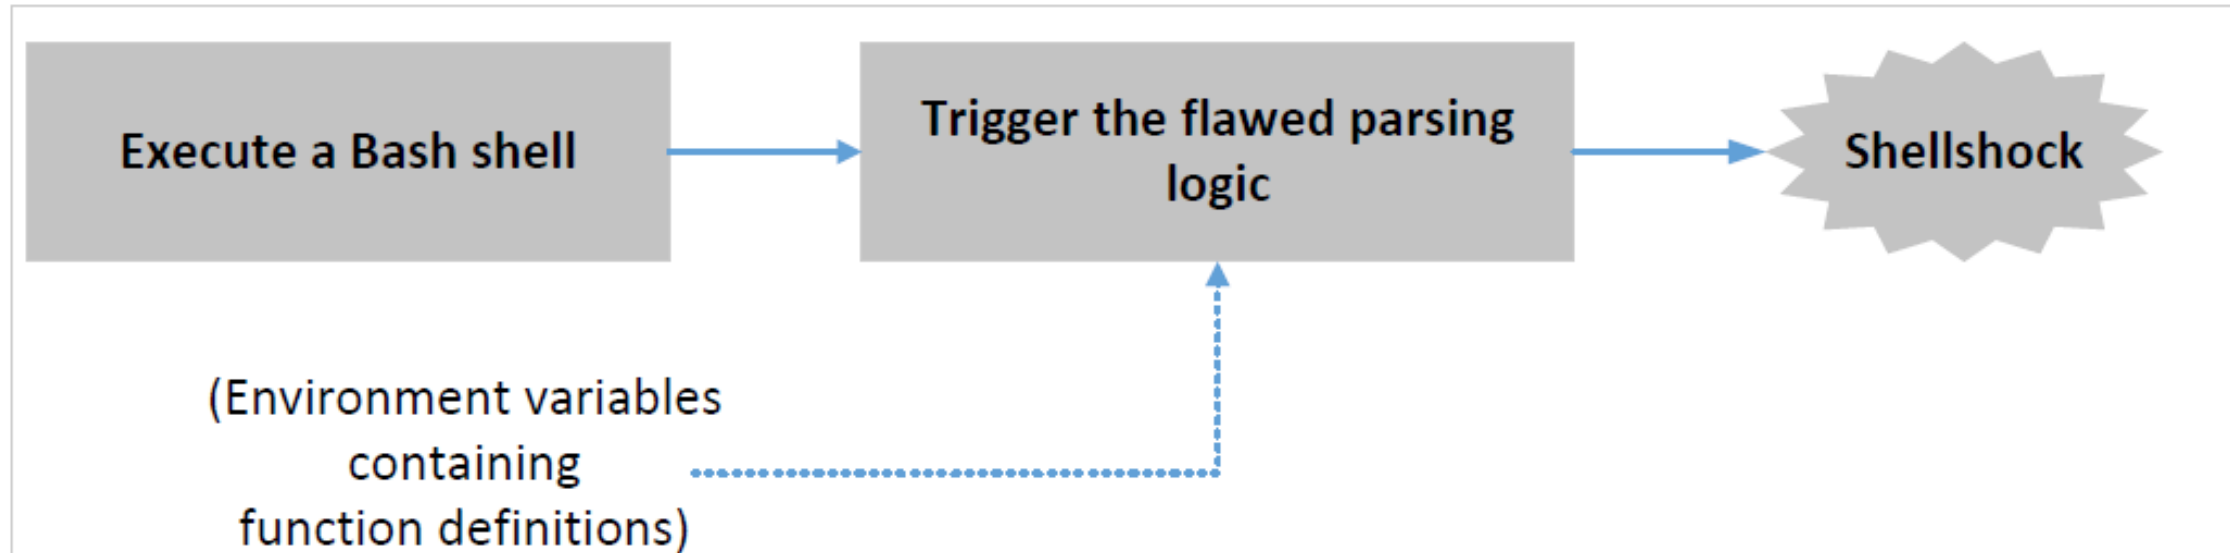 Execute a Bash shell
Trigger the flawed parsing
logic
Shellshock
(Environment variables
containing
function definitions)